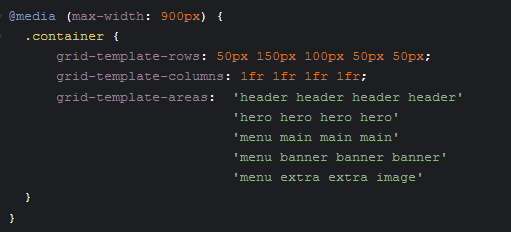 @media (max-width: 900px) {
.container {
grid-template-rows: 50px 150px 100px 50px 50px;
grid-template-columns: 1fr 1fr 1fr 1fr;
grid-template-areas: 'header header header header'
'hero hero hero hero'
'menu main main main'
'menu banner banner banner'
'menu extra extra image'
}
}